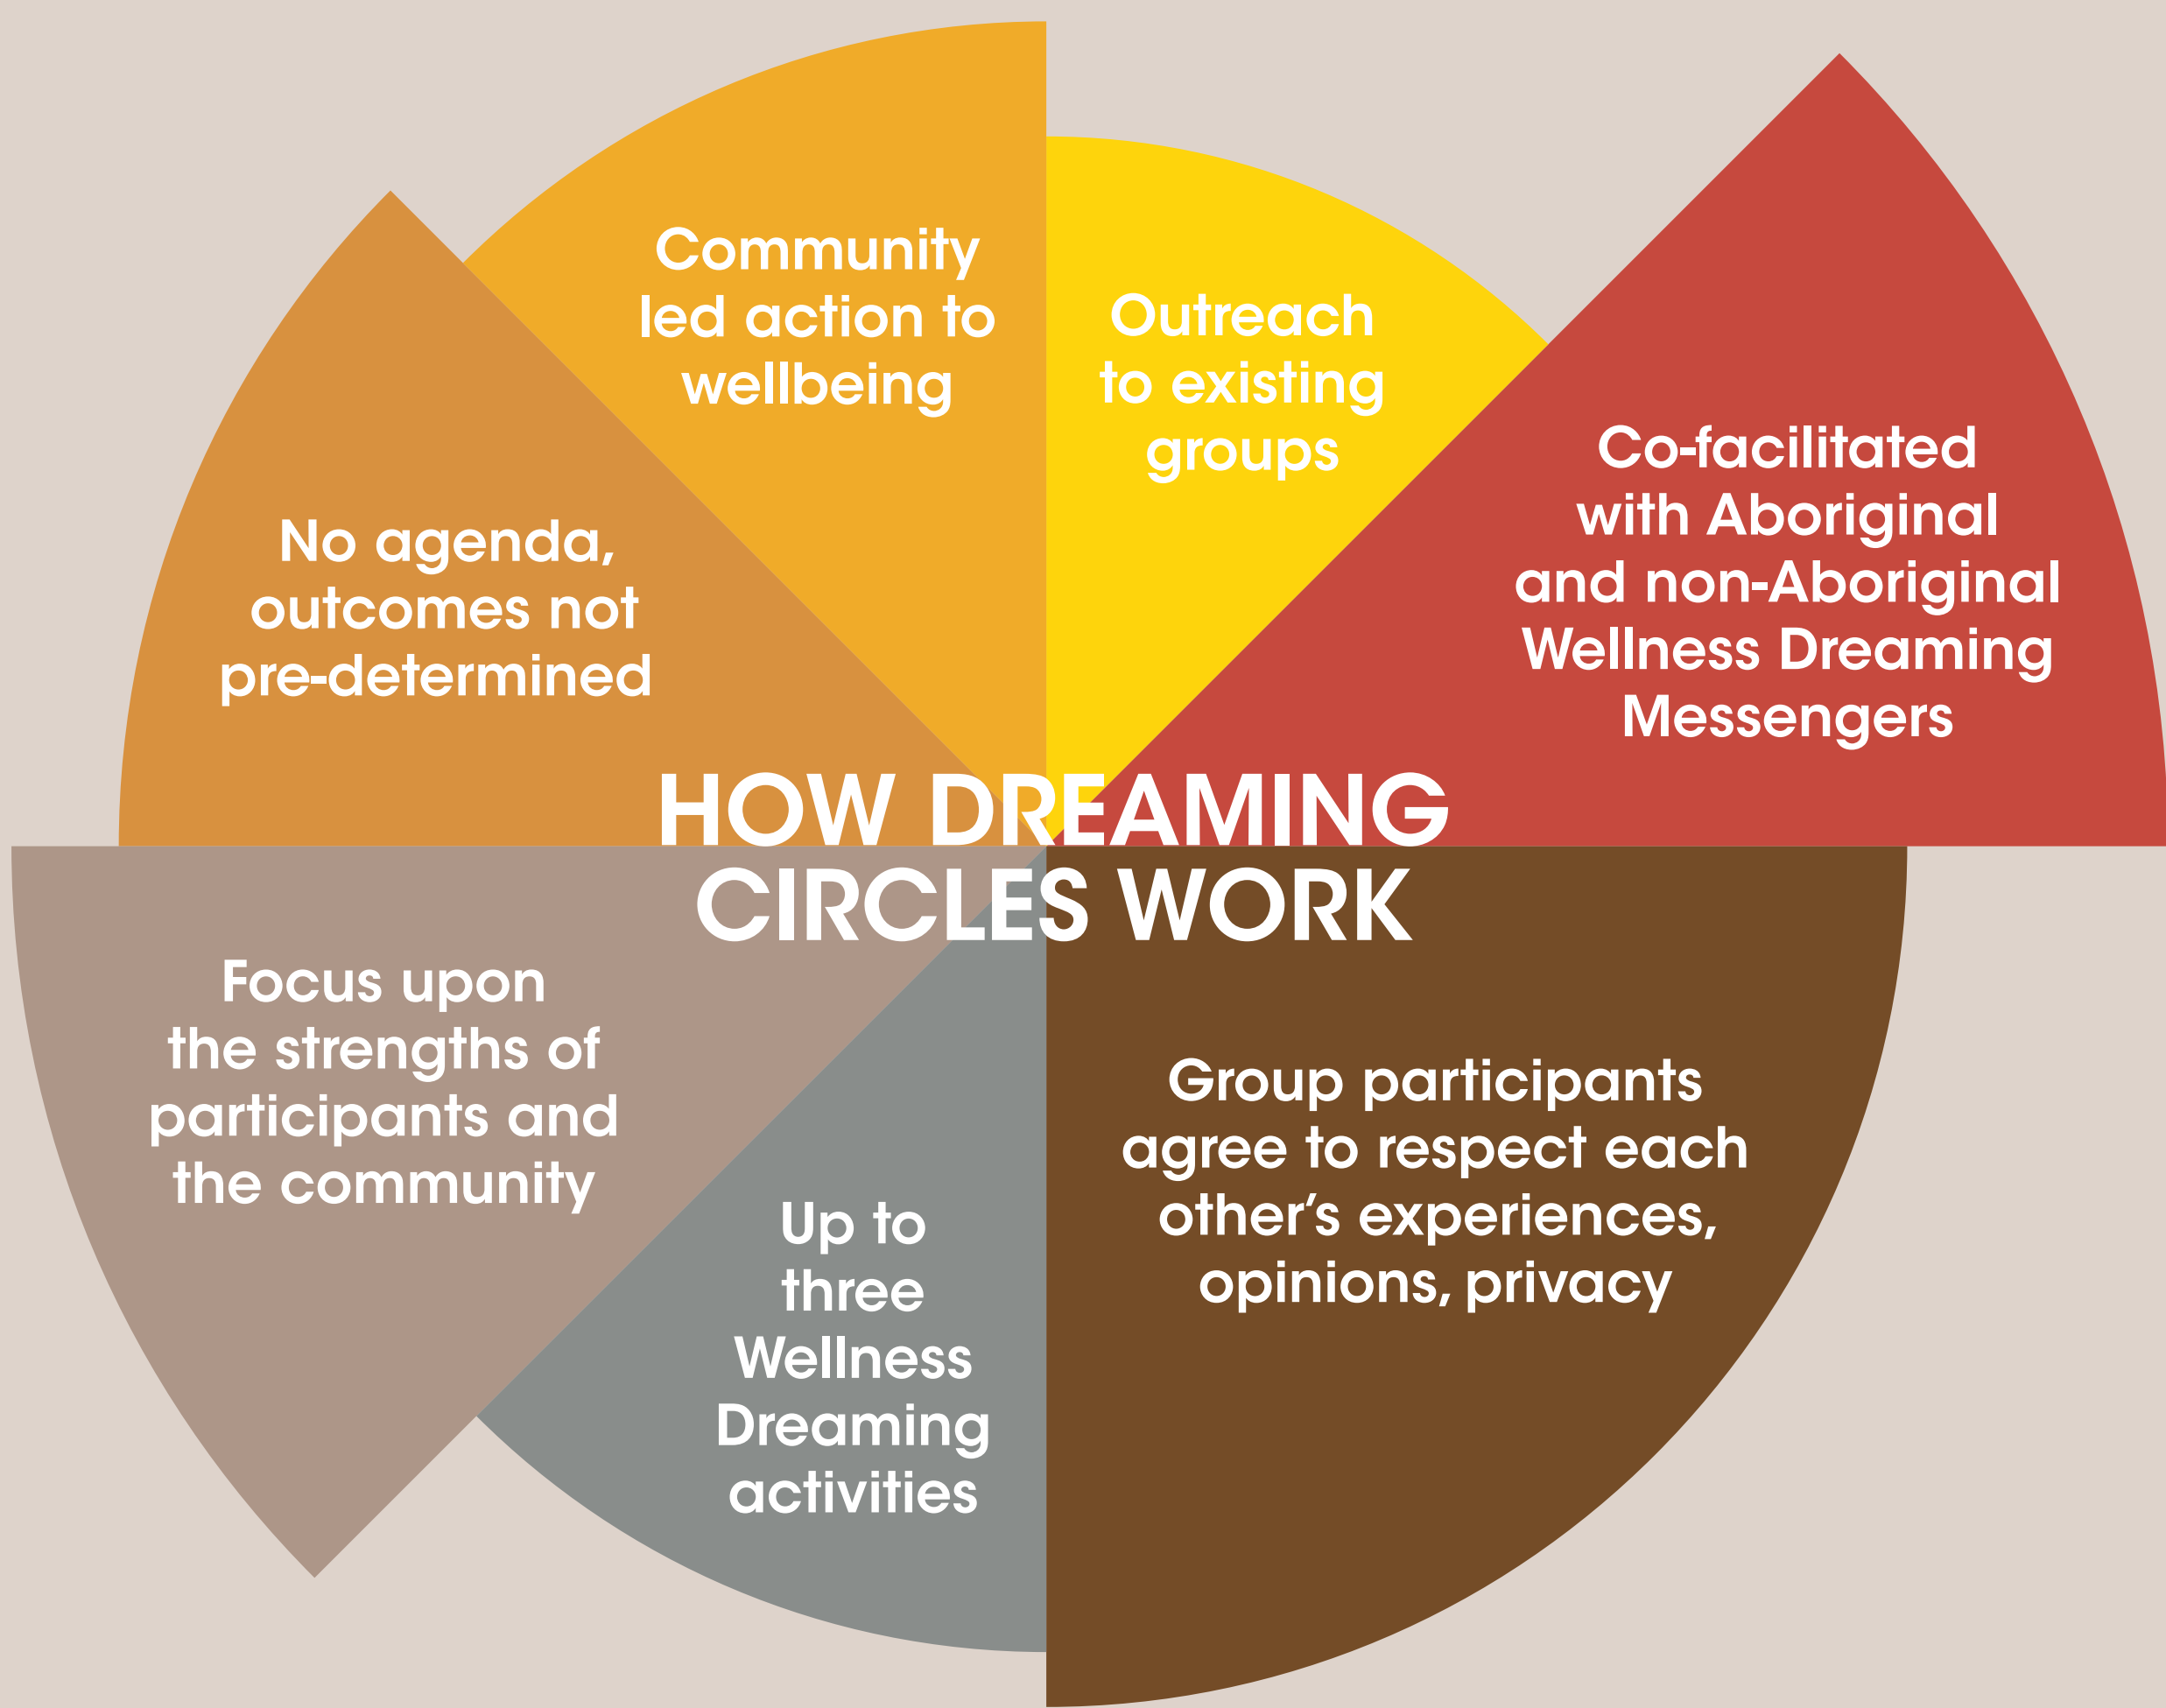 Community
led action to
wellbeing
Outreach
to existing
groups
Co-facilitated
with Aboriginal
and non-Aboriginal
Wellness Dreaming
Messengers
No agenda,
outcomes not
pre-determined
HOW DREAMING
CIRCLES WORK
Focus upon
the strengths of
participants and
the community
Up to
three
Wellness
Dreaming
activities
Group participants
agree to respect each
other’s experiences,
opinions, privacy